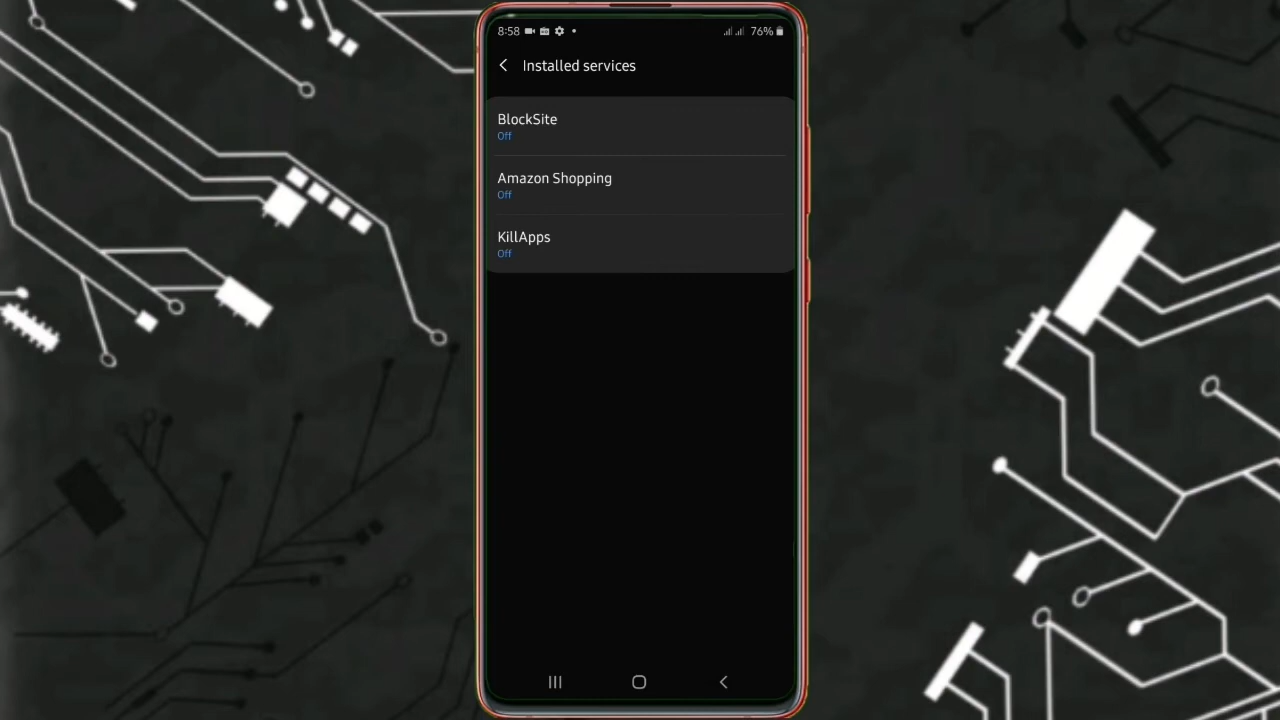 8:58 76%
Installed services
BlockSite
Off
Amazon Shopping
Off
KillApps
Off